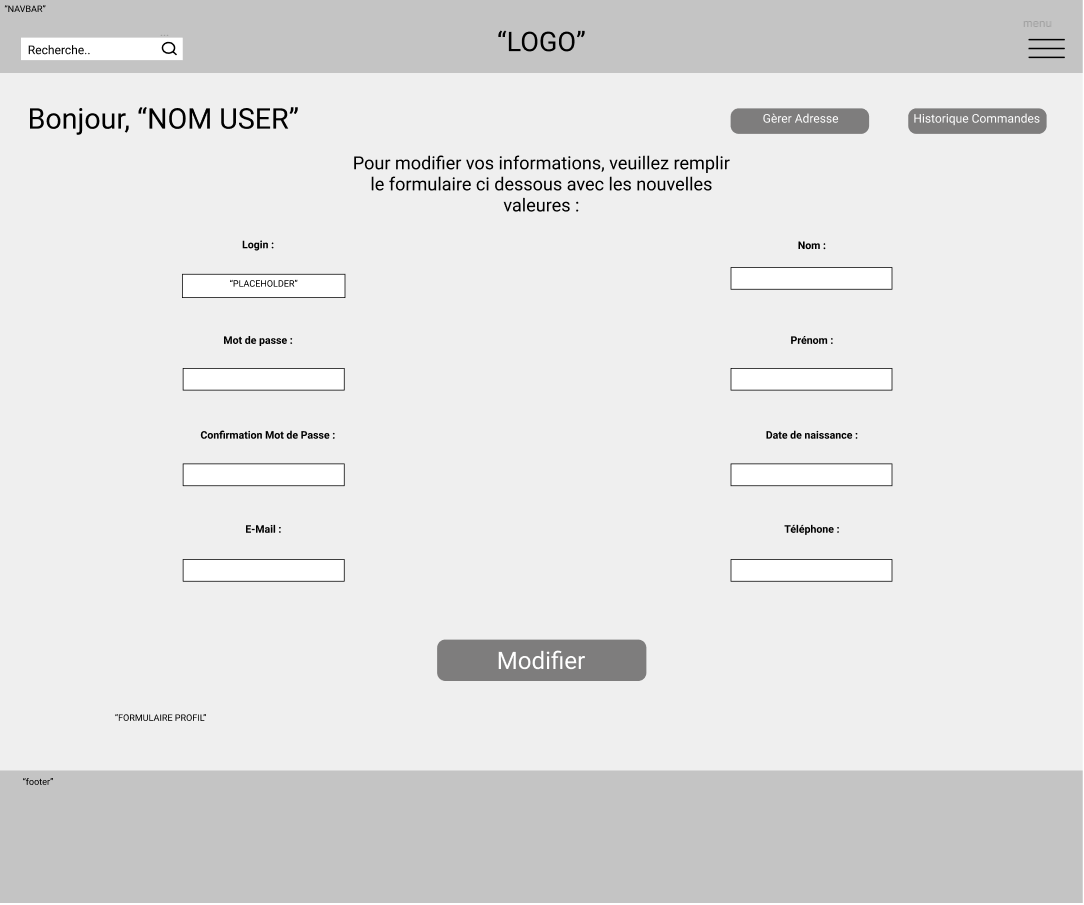 “NAVBAR”
menu
...
Recherche..
“LOGO”
Bonjour, “NOM USER”
Gèrer Adresse
Historique Commandes
Pour modifier vos informations, veuillez remplir
le formulaire ci dessous avec les nouvelles
valeures :
Login :
Nom :
“PLACEHOLDER”
Mot de passe :
Prénom :
Confirmation Mot de Passe :
Date de naissance :
E-Mail :
Téléphone :
Modifier
“FORMULAIRE PROFIL”
“footer”